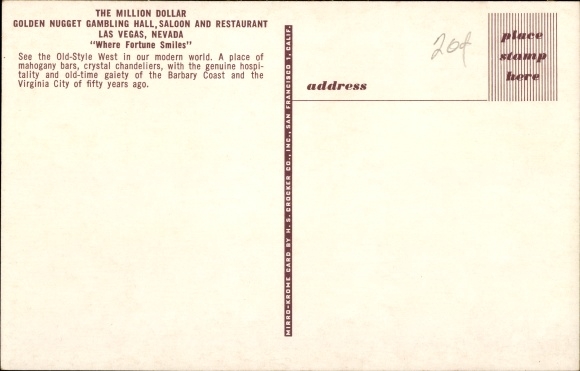 THE MILLION DOLLAR
GOLDEN NUGGET GAMBLING HALL, SALOON AND RESTAURANT
LAS VEGAS, NEVADA
"Where Fortune Smiles"
See the Old-Style West in our modern world. A place of
mahogany bars, crystal chandeliers, with the genuine hospi-
tality and old-time gaiety of the Barbary Coast and the
Virginia City of fifty years ago.
MIRRO-KROME CARD BY H. S. CROCKER CO., INC., SAN FRANCISCO 1, CALIF.
20¢
place
stamp
here
address